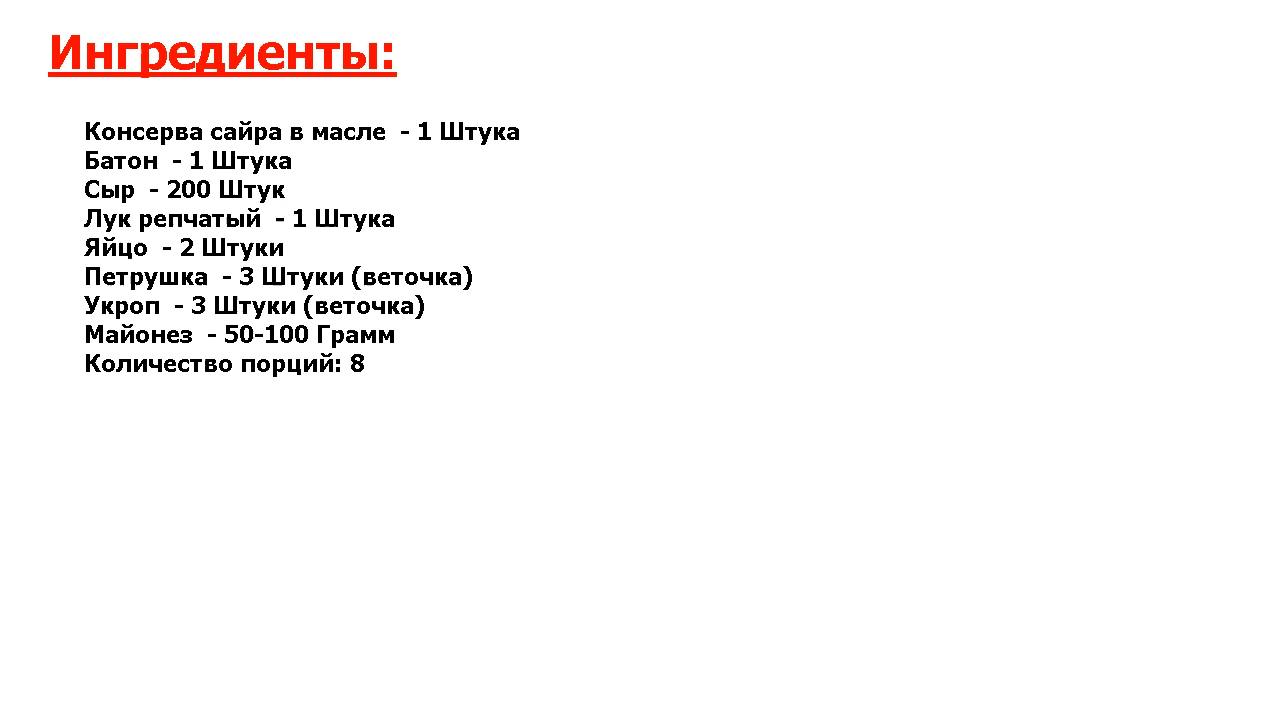 Ингредиенты:
Консерва сайра в масле - 1 Штука
Батон - 1 Штука
Сыр - 200 Штук
Лук репчатый - 1 Штука
Яйцо - 2 Штуки
Петрушка - 3 Штуки (веточка)
Укроп - 3 Штуки (веточка)
Майонез - 50-100 Грамм
Количество порций: 8